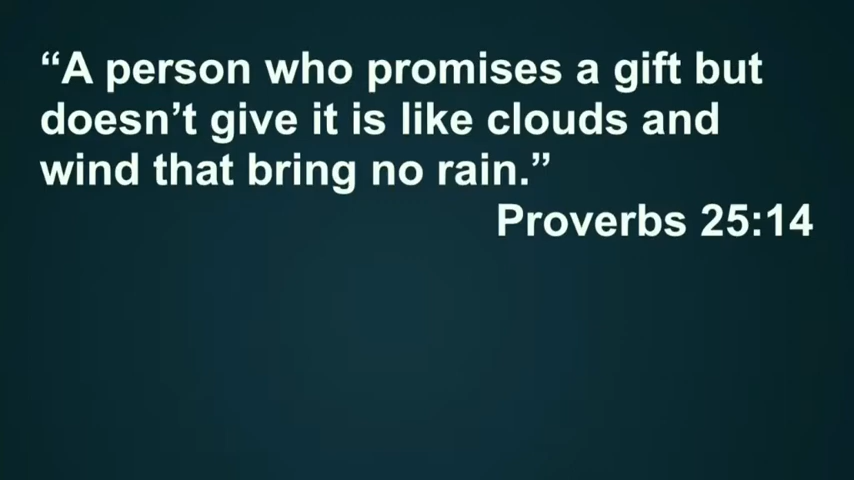 “A person who promises a gift but
doesn’t give it is like clouds and
wind that bring no rain.”
Proverbs 25:14